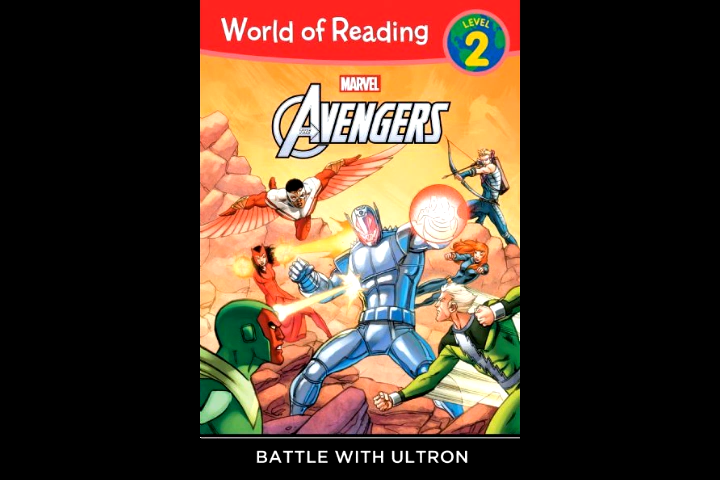 World of Reading
LEVEL
2
MARVEL
AVENGERS
BATTLE WITH ULTRON